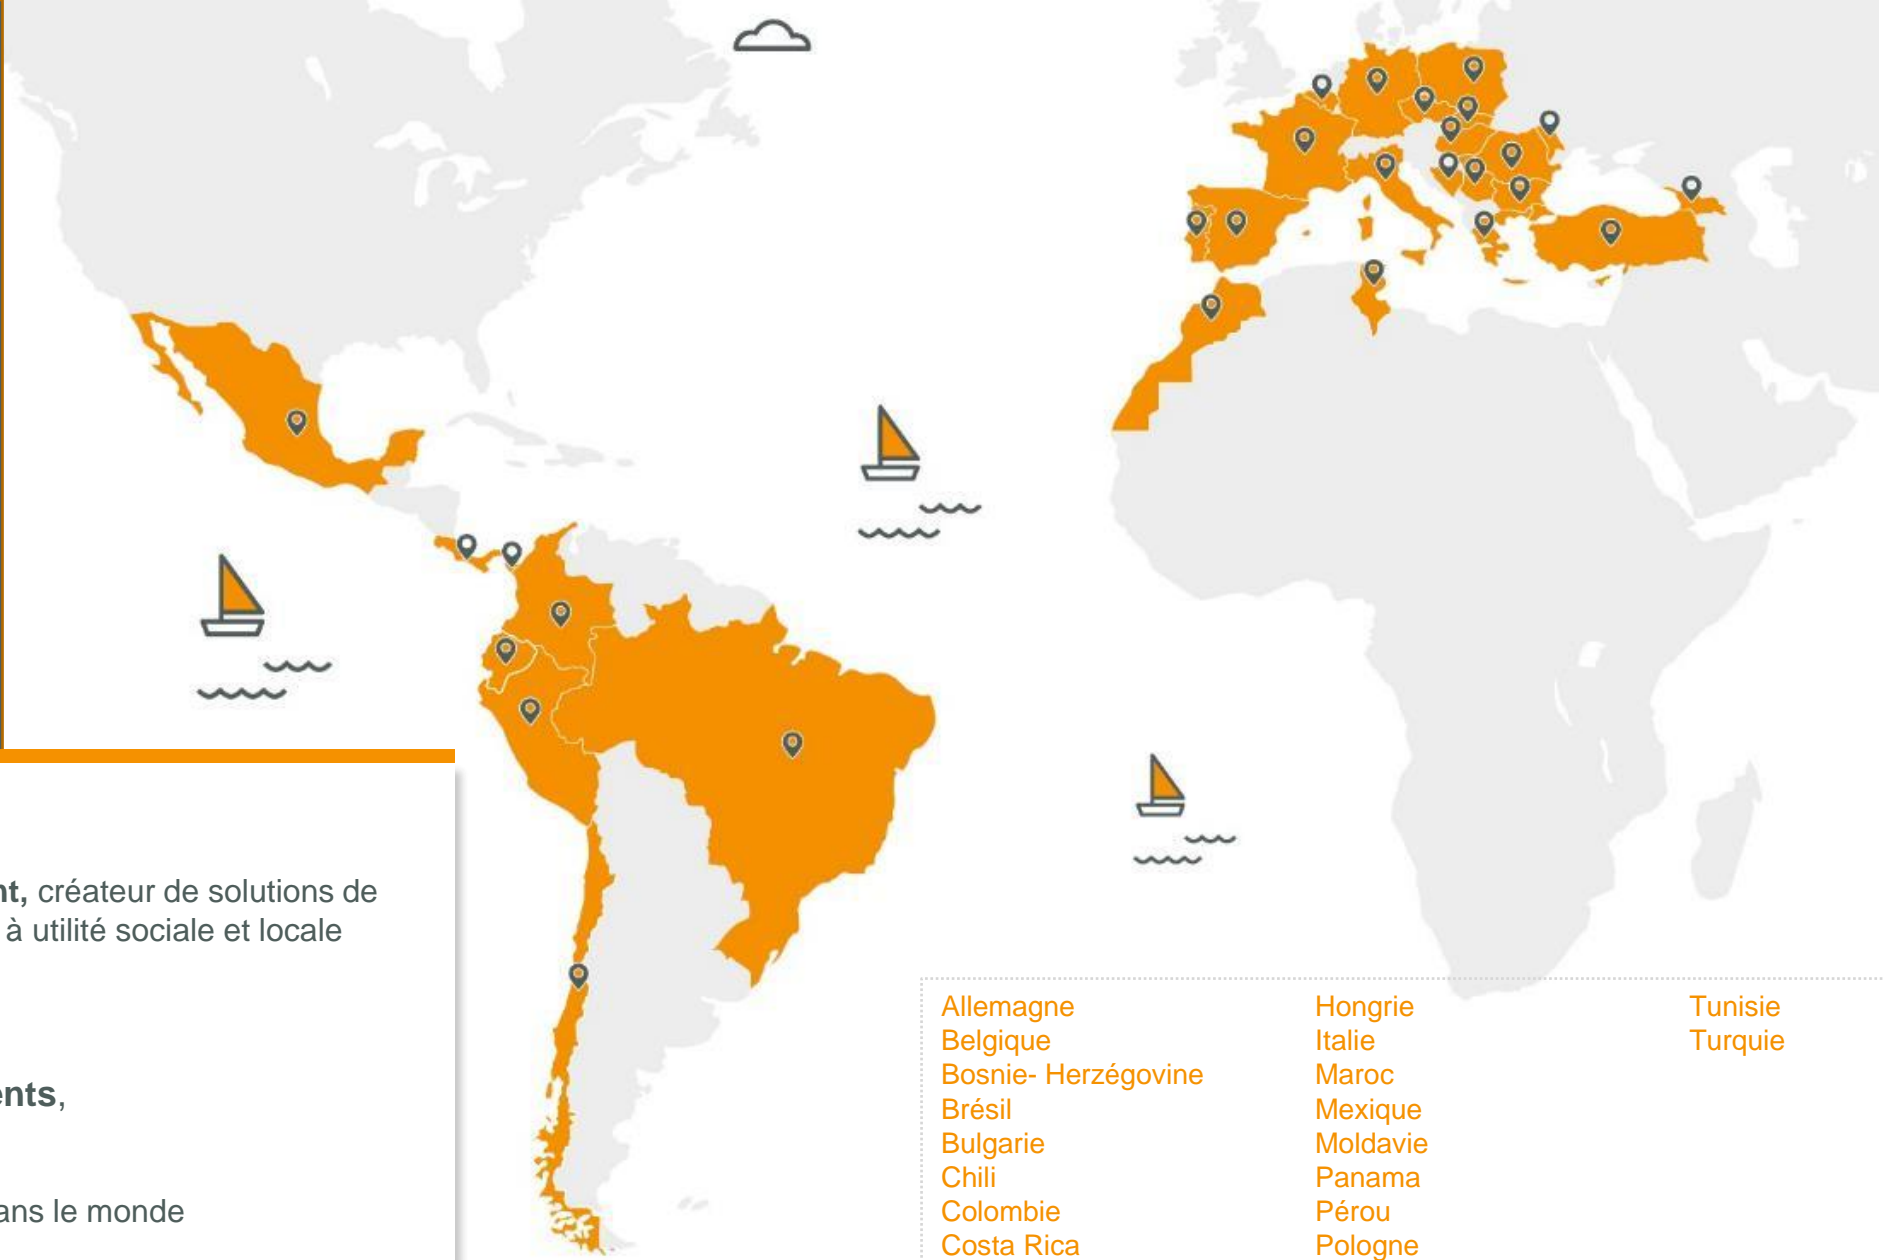 nt, créateur de solutions de
à utilité sociale et locale
ents,
ans le monde
Allemagne
Belgique
Bosnie- Herzégovine
Brésil
Bulgarie
Chili
Colombie
Costa Rica
Hongrie
Italie
Maroc
Mexique
Moldavie
Panama
Pérou
Pologne
Tunisie
Turquie